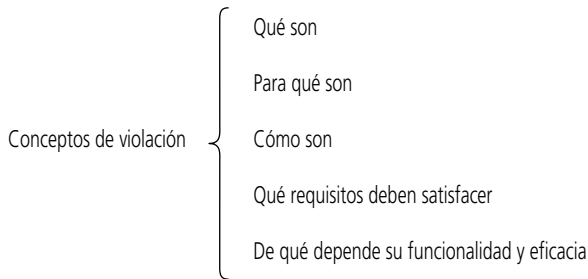 Qué son
Para qué son
Conceptos de violación
Cómo son
Qué requisitos deben satisfacer
De qué depende su funcionalidad y eficacia